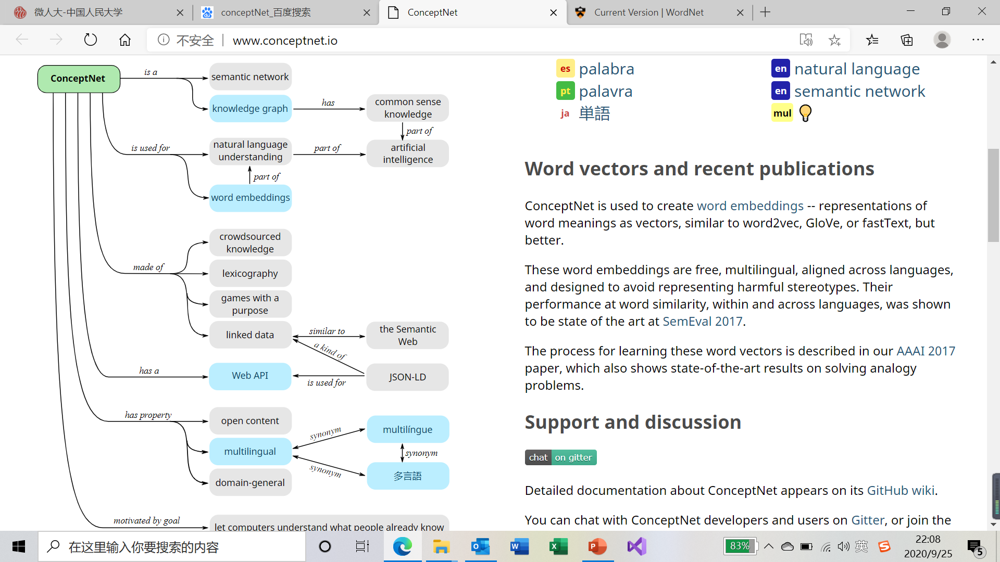 微人大-中国人民大学
conceptNet_百度搜索
ConceptNet
Current Version | WordNet
不安全
www.conceptnet.io
ConceptNet
is a
semantic network
knowledge graph
has
common sense
knowledge
part of
is used for
natural language
understanding
part of
artificial
intelligence
part of
word embeddings
made of
crowdsourced
knowledge
lexicography
games with a
purpose
linked data
similar to
the Semantic
Web
a kind of
has a
Web API
is used for
JSON-LD
has property
open content
multilingual
domain-general
synonym
multilíngue
synonym
synonym
多言語
motivated by goal
let computers understand what people already know
es palabra
pt palavra
ja 単語
en natural language
en semantic network
mul
Word vectors and recent publications
ConceptNet is used to create word embeddings -- representations of
word meanings as vectors, similar to word2vec, GloVe, or fastText, but
better.
These word embeddings are free, multilingual, aligned across languages,
and designed to avoid representing harmful stereotypes. Their
performance at word similarity, within and across languages, was shown
to be state of the art at SemEval 2017.
The process for learning these word vectors is described in our AAAI 2017
paper, which also shows state-of-the-art results on solving analogy
problems.
Support and discussion
chat on gitter
Detailed documentation about ConceptNet appears on its GitHub wiki.
You can chat with ConceptNet developers and users on Gitter, or join the
在这里输入你要搜索的内容
83%
英
22:08
2020/9/25
5